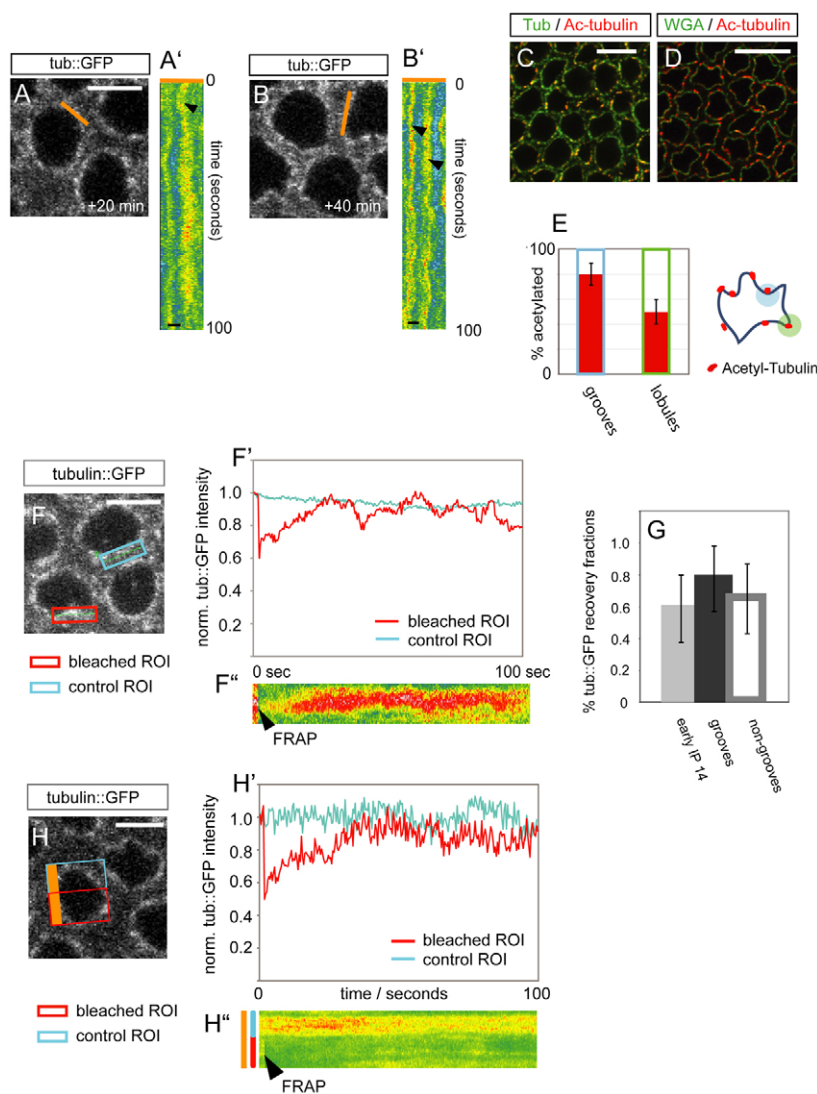 tub::GFP
A
+20 min
A'
0
time (seconds)
100
tub::GFP
B
+40 min
B'
0
time (seconds)
100
Tub / Ac-tubulin
C
WGA / Ac-tubulin
D
E
% acetylated
100
0
grooves
lobules
Acetyl-Tubulin
tubulin::GFP
F
bleached ROI
control ROI
F'
norm. tub::GFP intensity
1.0
0.8
0.6
0.4
0.2
bleached ROI
control ROI
0 sec
100 sec
F"
FRAP
G
% tub::GFP recovery fractions
1.0
0.8
0.6
0.4
0.2
0
early IP 14
grooves
non-grooves
tubulin::GFP
H
bleached ROI
control ROI
H'
norm. tub::GFP intensity
1.0
0.8
0.6
0.4
0.2
bleached ROI
control ROI
0
time / seconds
100
H"
FRAP